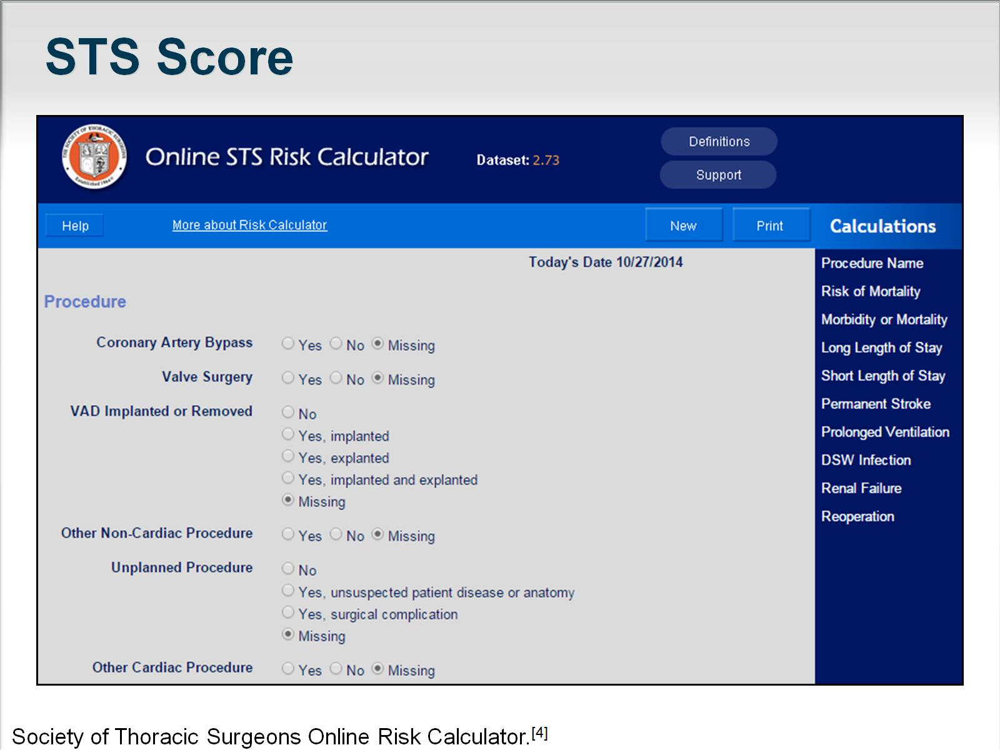 STS Score
THE SOCIETY OF THORACIC SURGEONS
Established 1964
Online STS Risk Calculator
Dataset: 2.73
Definitions
Support
Help
More about Risk Calculator
New
Print
Calculations
Today's Date 10/27/2014
Procedure
Coronary Artery Bypass Yes No Missing
Valve Surgery Yes No Missing
VAD Implanted or Removed No
Yes, implanted
Yes, explanted
Yes, implanted and explanted
Missing
Other Non-Cardiac Procedure Yes No Missing
Unplanned Procedure No
Yes, unsuspected patient disease or anatomy
Yes, surgical complication
Missing
Other Cardiac Procedure Yes No Missing
Procedure Name
Risk of Mortality
Morbidity or Mortality
Long Length of Stay
Short Length of Stay
Permanent Stroke
Prolonged Ventilation
DSW Infection
Renal Failure
Reoperation
Society of Thoracic Surgeons Online Risk Calculator.[4]